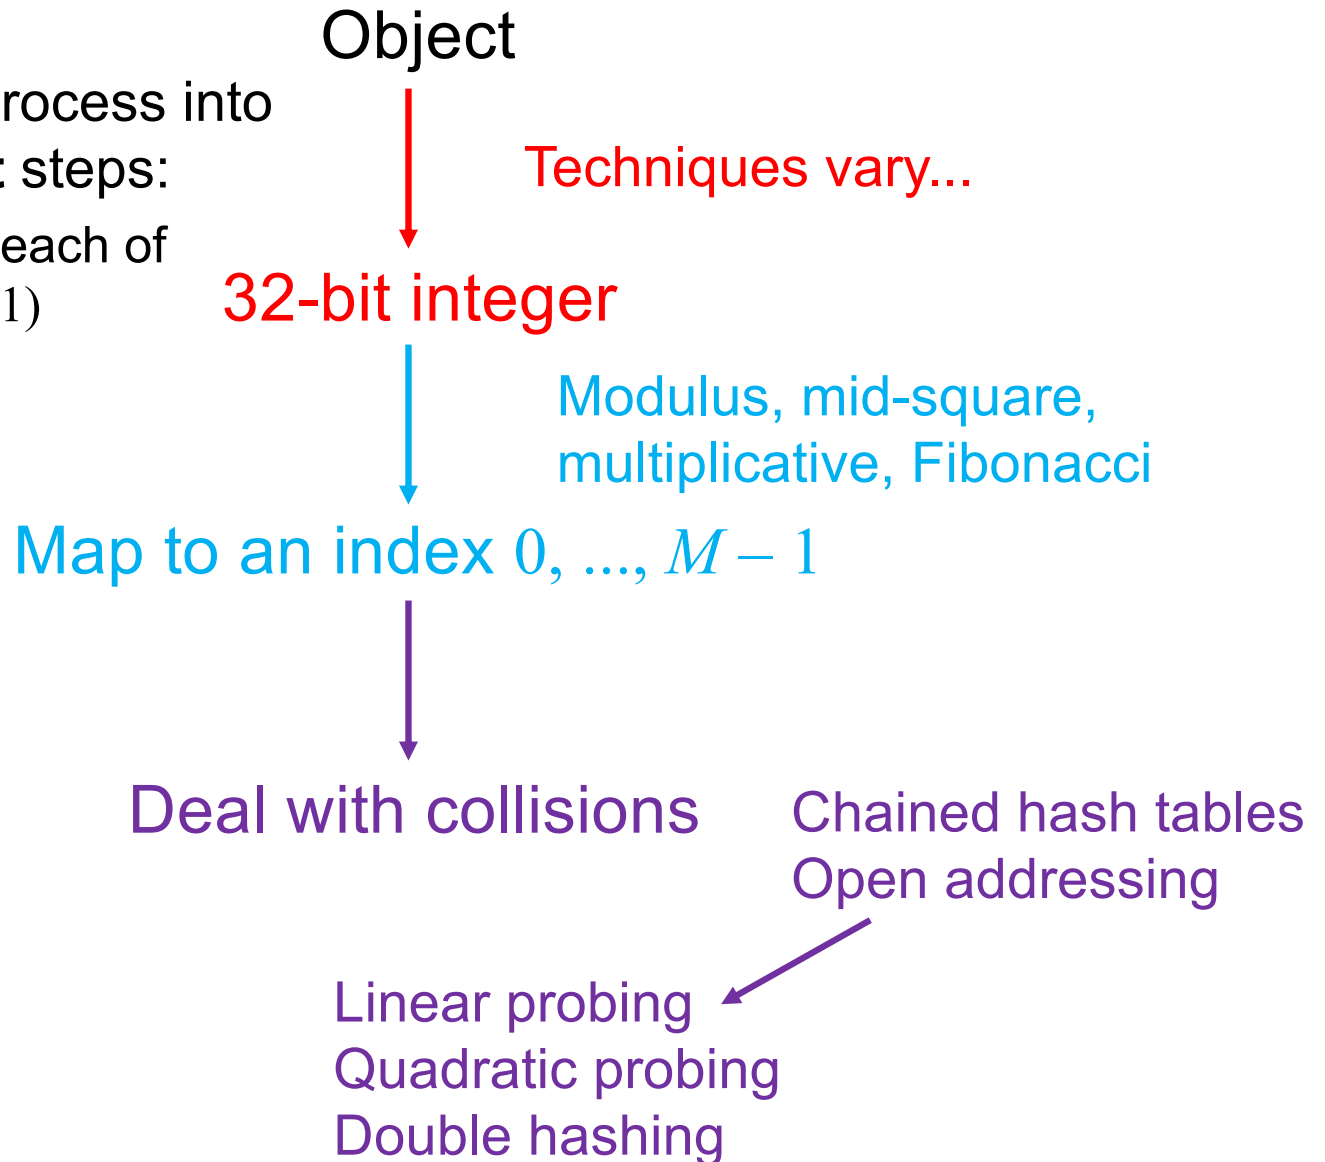 Object
rocess into
steps:
each of
1)
Techniques vary...
32-bit integer
Modulus, mid-square,
multiplicative, Fibonacci
Map to an index 0, ..., M – 1
Deal with collisions
Chained hash tables
Open addressing
Linear probing
Quadratic probing
Double hashing